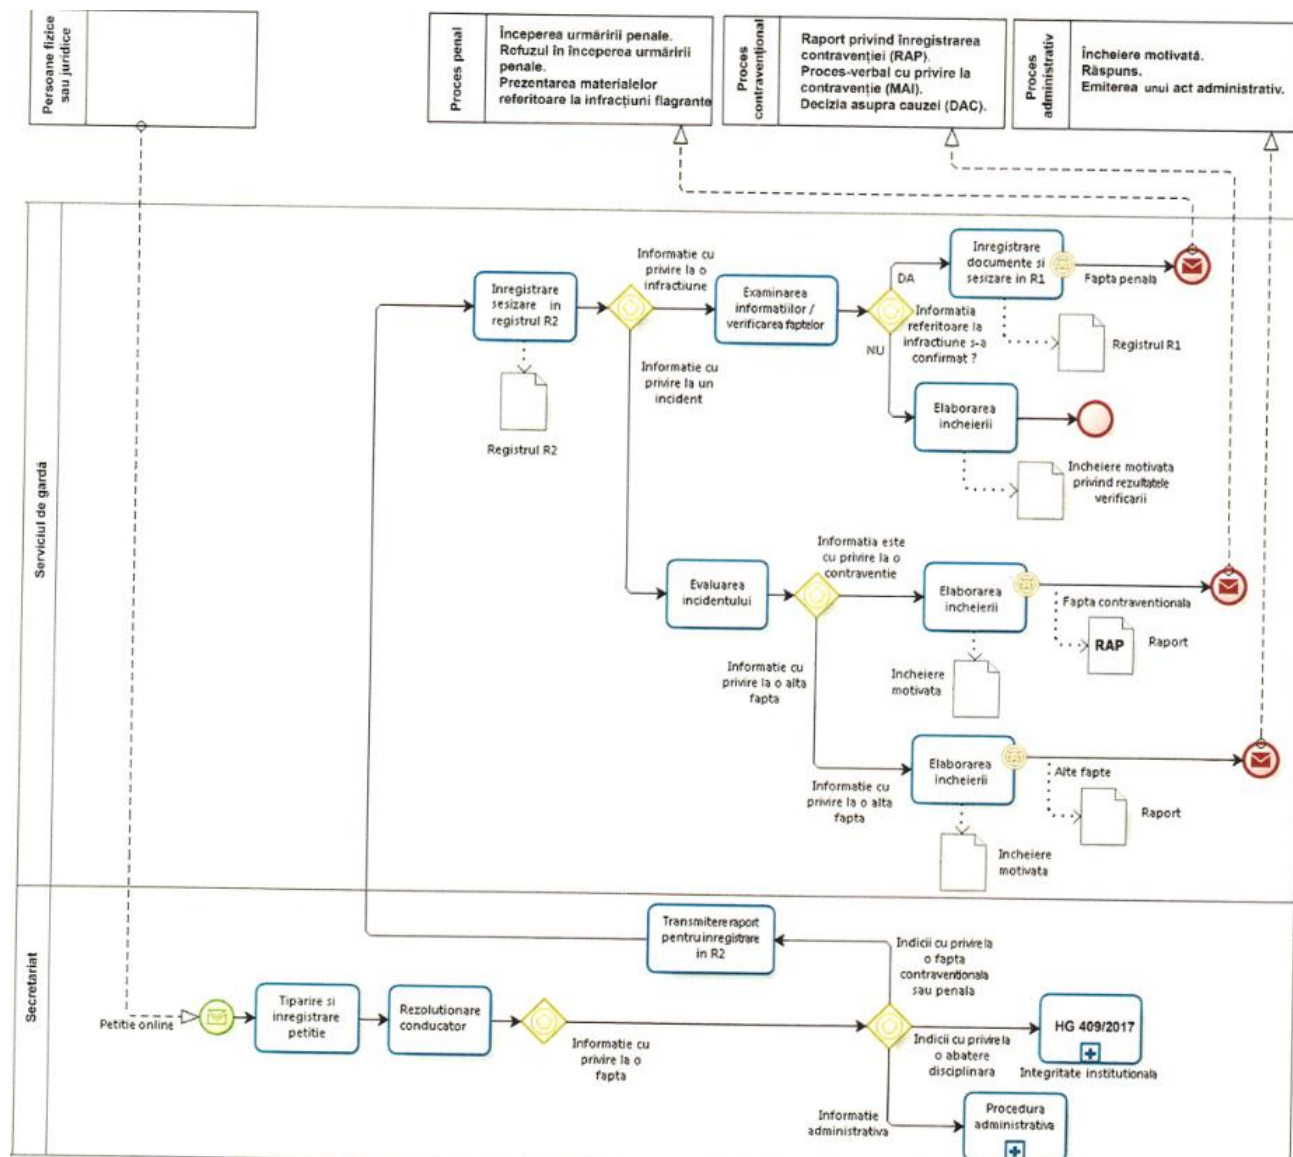 Persoane fizice
sau juridice
Proces penal
Începerea urmăririi penale.
Refuzul în începerea urmăririi
penale.
Prezentarea materialelor
referitoare la infracțiuni flagrante
Proces
contravențional
Raport privind înregistrarea
contravenției (RAP).
Proces-verbal cu privire la
contravenție (MAI).
Decizia asupra cauzei (DAC).
Proces
administrativ
Încheiere motivată.
Răspuns.
Emiterea unui act administrativ.
Serviciul de gardă
Inregistrare
sesizare in
registrul R2
Registrul R2
Informatie cu
privire la o
infractiune
Examinarea
informatiilor /
verificarea faptelor
DA
Informatia
referitoare la
infractiune s-a
confirmat ?
NU
Inregistrare
documente si
sesizare in R1
Fapta penala
Registrul R1
Informatie cu
privire la un
incident
Elaborarea
incheierii
Incheiere motivata
privind rezultatele
verificarii
Evaluarea
incidentului
Informatia este
cu privire la o
contraventie
Elaborarea
incheierii
Fapta contraventionala
RAP
Raport
Incheiere
motivata
Informatie cu
privire la o alta
fapta
Elaborarea
incheierii
Alte fapte
Raport
Informatie cu
privire la o alta
fapta
Incheiere
motivata
Secretariat
Transmitere raport
pentru inregistrare
in R2
Indicii cu privire la
o fapta
contraventionala
sau penala
Petitie online
Tiparire si
inregistrare
petitie
Rezolutionare
conducator
Informatie cu
privire la o
fapta
Indicii cu privire la
o abatere
disciplinara
HG 409/2017
Integritate institutionala
Informatie
administrativa
Procedura
administrativa